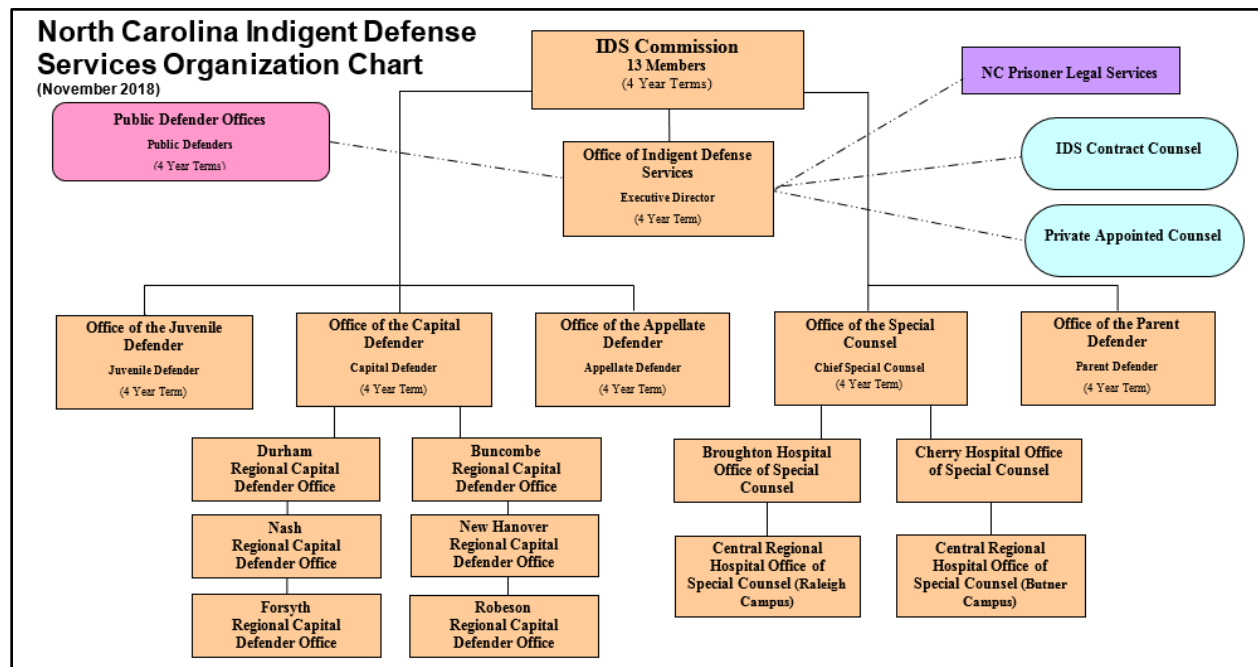 North Carolina Indigent Defense
Services Organization Chart
(November 2018)
IDS Commission
13 Members
(4 Year Terms)
NC Prisoner Legal Services
Public Defender Offices
Public Defenders
(4 Year Terms)
Office of Indigent Defense
Services
Executive Director
(4 Year Term)
IDS Contract Counsel
Private Appointed Counsel
Office of the Juvenile
Defender
Juvenile Defender
(4 Year Term)
Office of the Capital
Defender
Capital Defender
(4 Year Term)
Office of the Appellate
Defender
Appellate Defender
(4 Year Term)
Office of the Special
Counsel
Chief Special Counsel
(4 Year Term)
Office of the Parent
Defender
Parent Defender
(4 Year Term)
Durham
Regional Capital
Defender Office
Buncombe
Regional Capital
Defender Office
Broughton Hospital
Office of Special
Counsel
Cherry Hospital Office
of Special Counsel
Nash
Regional Capital
Defender Office
New Hanover
Regional Capital
Defender Office
Central Regional
Hospital Office of
Special Counsel (Raleigh
Campus)
Central Regional
Hospital Office of
Special Counsel (Butner
Campus)
Forsyth
Regional Capital
Defender Office
Robeson
Regional Capital
Defender Office